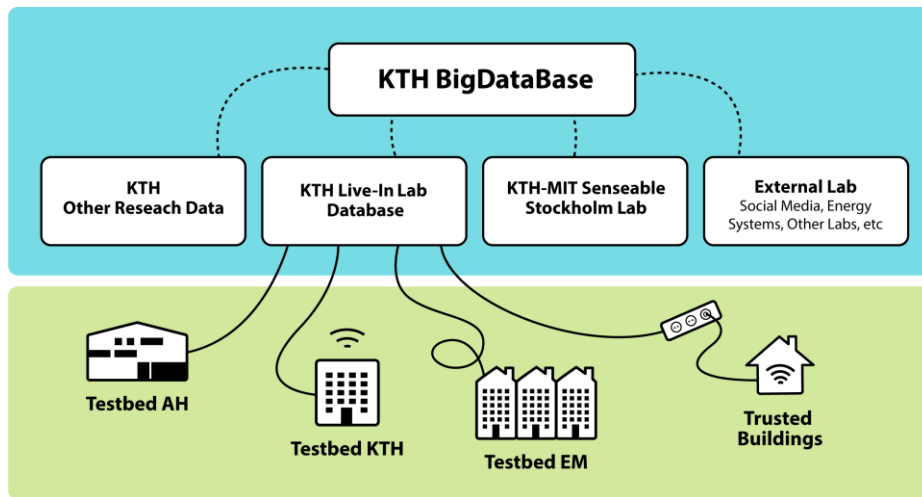 KTH BigDataBase
KTH
Other Reseach Data
KTH Live-In Lab
Database
KTH-MIT Senseable
Stockholm Lab
External Lab
Social Media, Energy
Systems, Other Labs, etc
Testbed AH
Testbed KTH
Testbed EM
Trusted
Buildings